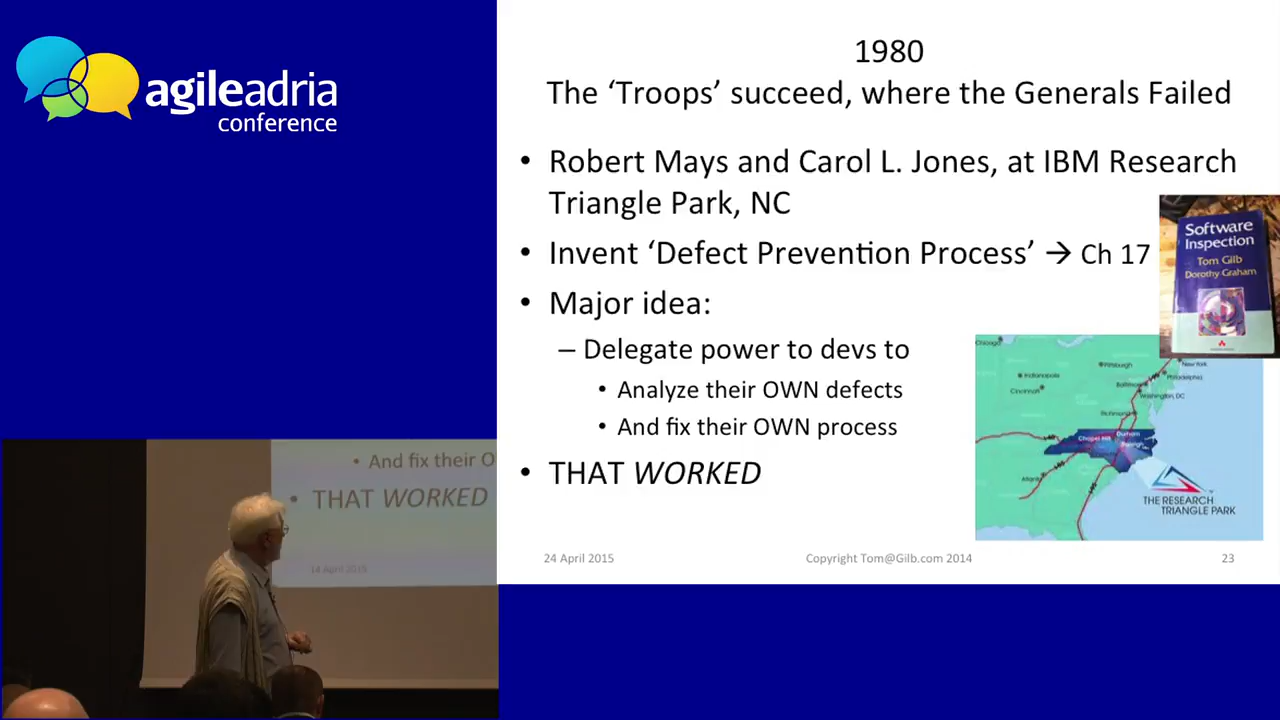 agileadria
conference
1980
The ‘Troops’ succeed, where the Generals Failed
• Robert Mays and Carol L. Jones, at IBM Research
Triangle Park, NC
• Invent ‘Defect Prevention Process’ → Ch 17
• Major idea:
– Delegate power to devs to
• Analyze their OWN defects
• And fix their OWN process
• THAT WORKED
Software
Inspection
Tom Gilb
Dorothy Graham
Chicago
Indianapolis
Cincinnati
Pittsburgh
New York
Philadelphia
Baltimore
Washington, DC
Richmond
Chapel Hill
Durham
Raleigh
Atlanta
THE RESEARCH
TRIANGLE PARK
24 April 2015
Copyright Tom@Gilb.com 2014
23
• And fix their O
• THAT WORKED
14 April 2015